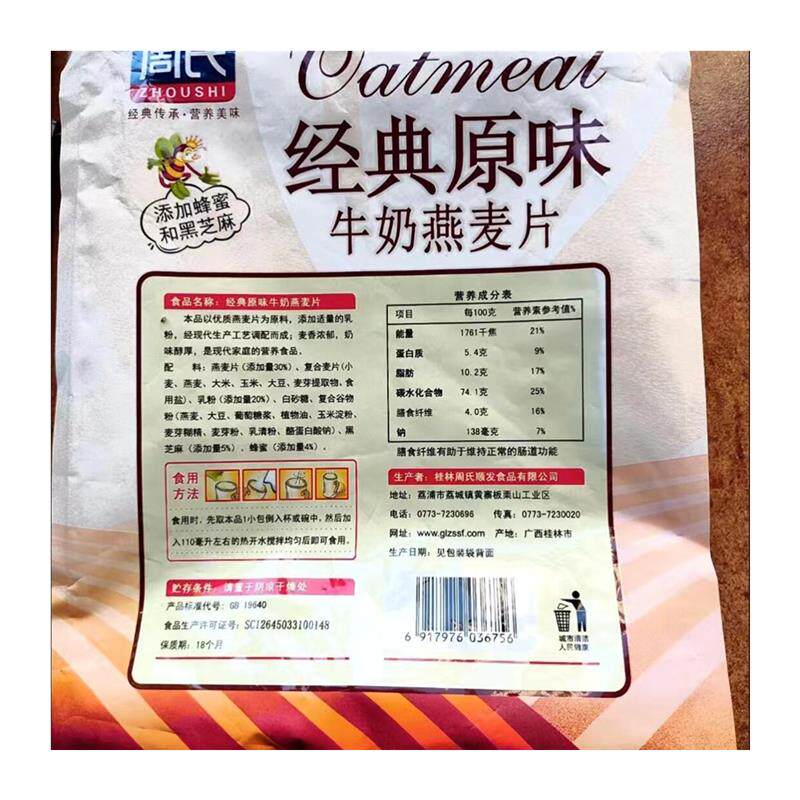 周氏
ZHOUSHI
经典传承·营养美味
Oatmeal
经典原味
牛奶燕麦片
添加蜂蜜
和黑芝麻
食品名称：经典原味牛奶燕麦片
本品以优质燕麦片为原料，添加适量的乳
粉，经现代生产工艺调配而成；麦香浓郁，奶
味醇厚，是现代家庭的营养食品。
配 料：燕麦片（添加量30%）、复合麦片（小
麦、燕麦、大米、玉米、大豆、麦芽提取物、食
用盐）、乳粉（添加量20%）、白砂糖、复合谷物
粉（燕麦、大豆、葡萄糖浆、植物油、玉米淀粉、
麦芽糊精、麦芽粉、乳清粉、酪蛋白酸钠）、黑
芝麻（添加量5%）、蜂蜜（添加量4%）。
食用
方法
食用时，先取本品1小包倒入杯或碗中，然后加
入110毫升左右的热开水搅拌均匀后即可食用。
贮存条件：请置于阴凉干燥处
产品标准代号：GB 19640
食品生产许可证号：SC12645033100148
保质期：18个月
营养成分表
项目 每100克 营养素参考值%
能量 1761千焦 21%
蛋白质 5.4克 9%
脂肪 10.2克 17%
碳水化合物 74.1克 25%
膳食纤维 4.0克 16%
钠 138毫克 7%
膳食纤维有助于维持正常的肠道功能
生产者：桂林周氏顺发食品有限公司
地址：荔浦市荔城镇黄寨板栗山工业区
电话：0773-7230696 传真：0773-7230020
网址：www.glzssf.com 产地：广西桂林市
生产日期：见包装袋背面
6 917976 036756
城市清洁
人民健康